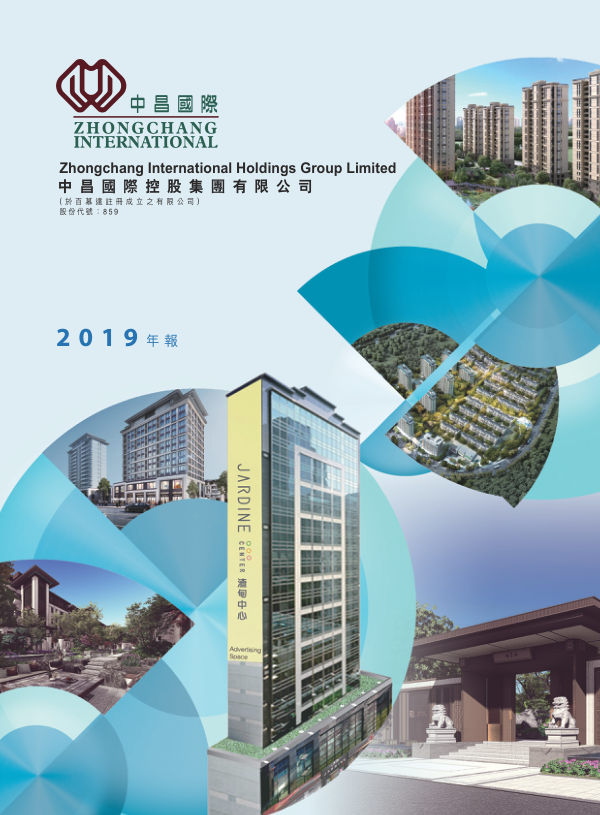 中昌國際
ZHONGCHANG
INTERNATIONAL
Zhongchang International Holdings Group Limited
中昌國際控股集團有限公司
(於百慕達註冊成立之有限公司)
股份代號：859
2019年報
JARDINE
CENTER
渣甸中心
Advertising
Space